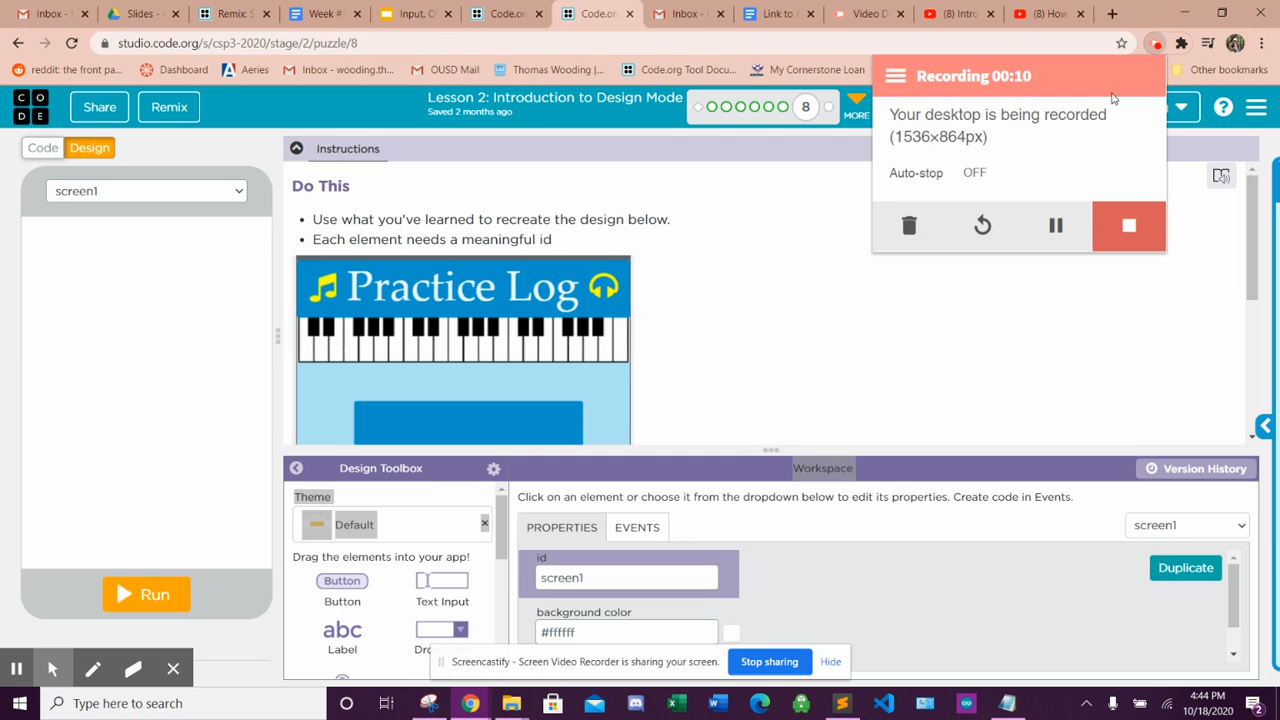 Inbox - w
Slides -
Remix:
Week #1
Input, O
Code.or
Code.or
Inbox - s
Link to
Video D
(8) Intro
(8) How
studio.code.org/s/csp3-2020/stage/2/puzzle/8
reddit: the front pa...
Dashboard
Aeries
Inbox - wooding.th...
OUSD Mail
Thomas Wooding |...
Code.org Tool Docu...
My Cornerstone Loan
Other bookmarks
Recording 00:10
Your desktop is being recorded
(1536×864px)
Auto-stop OFF
C O
D E
Share
Remix
Lesson 2: Introduction to Design Mode
Saved 2 months ago
8
MORE
?
Code
Design
Instructions
screen1
Do This
• Use what you've learned to recreate the design below.
• Each element needs a meaningful id
Practice Log
Design Toolbox
Workspace
Version History
Theme
Default
Click on an element or choose it from the dropdown below to edit its properties. Create code in Events.
PROPERTIES
EVENTS
screen1
Drag the elements into your app!
id
screen1
Duplicate
Button
Button
Text Input
background color
#ffffff
abc
Label
Run
Screencastify - Screen Video Recorder is sharing your screen.
Stop sharing
Hide
Type here to search
4:44 PM
10/18/2020
2